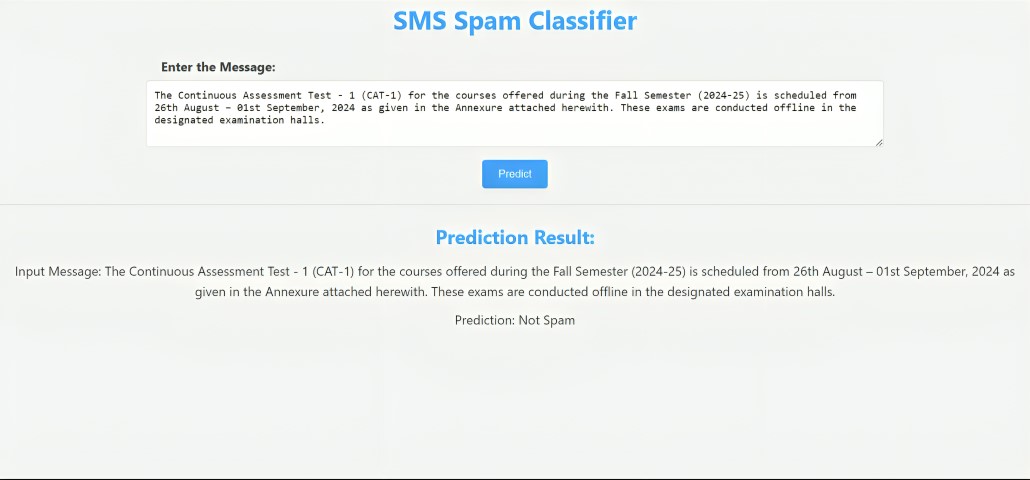 SMS Spam Classifier
Enter the Message:
The Continuous Assessment Test - 1 (CAT-1) for the courses offered during the Fall Semester (2024-25) is scheduled from
26th August – 01st September, 2024 as given in the Annexure attached herewith. These exams are conducted offline in the
designated examination halls.
Predict
Prediction Result:
Input Message: The Continuous Assessment Test - 1 (CAT-1) for the courses offered during the Fall Semester (2024-25) is scheduled from 26th August – 01st September, 2024 as
given in the Annexure attached herewith. These exams are conducted offline in the designated examination halls.
Prediction: Not Spam